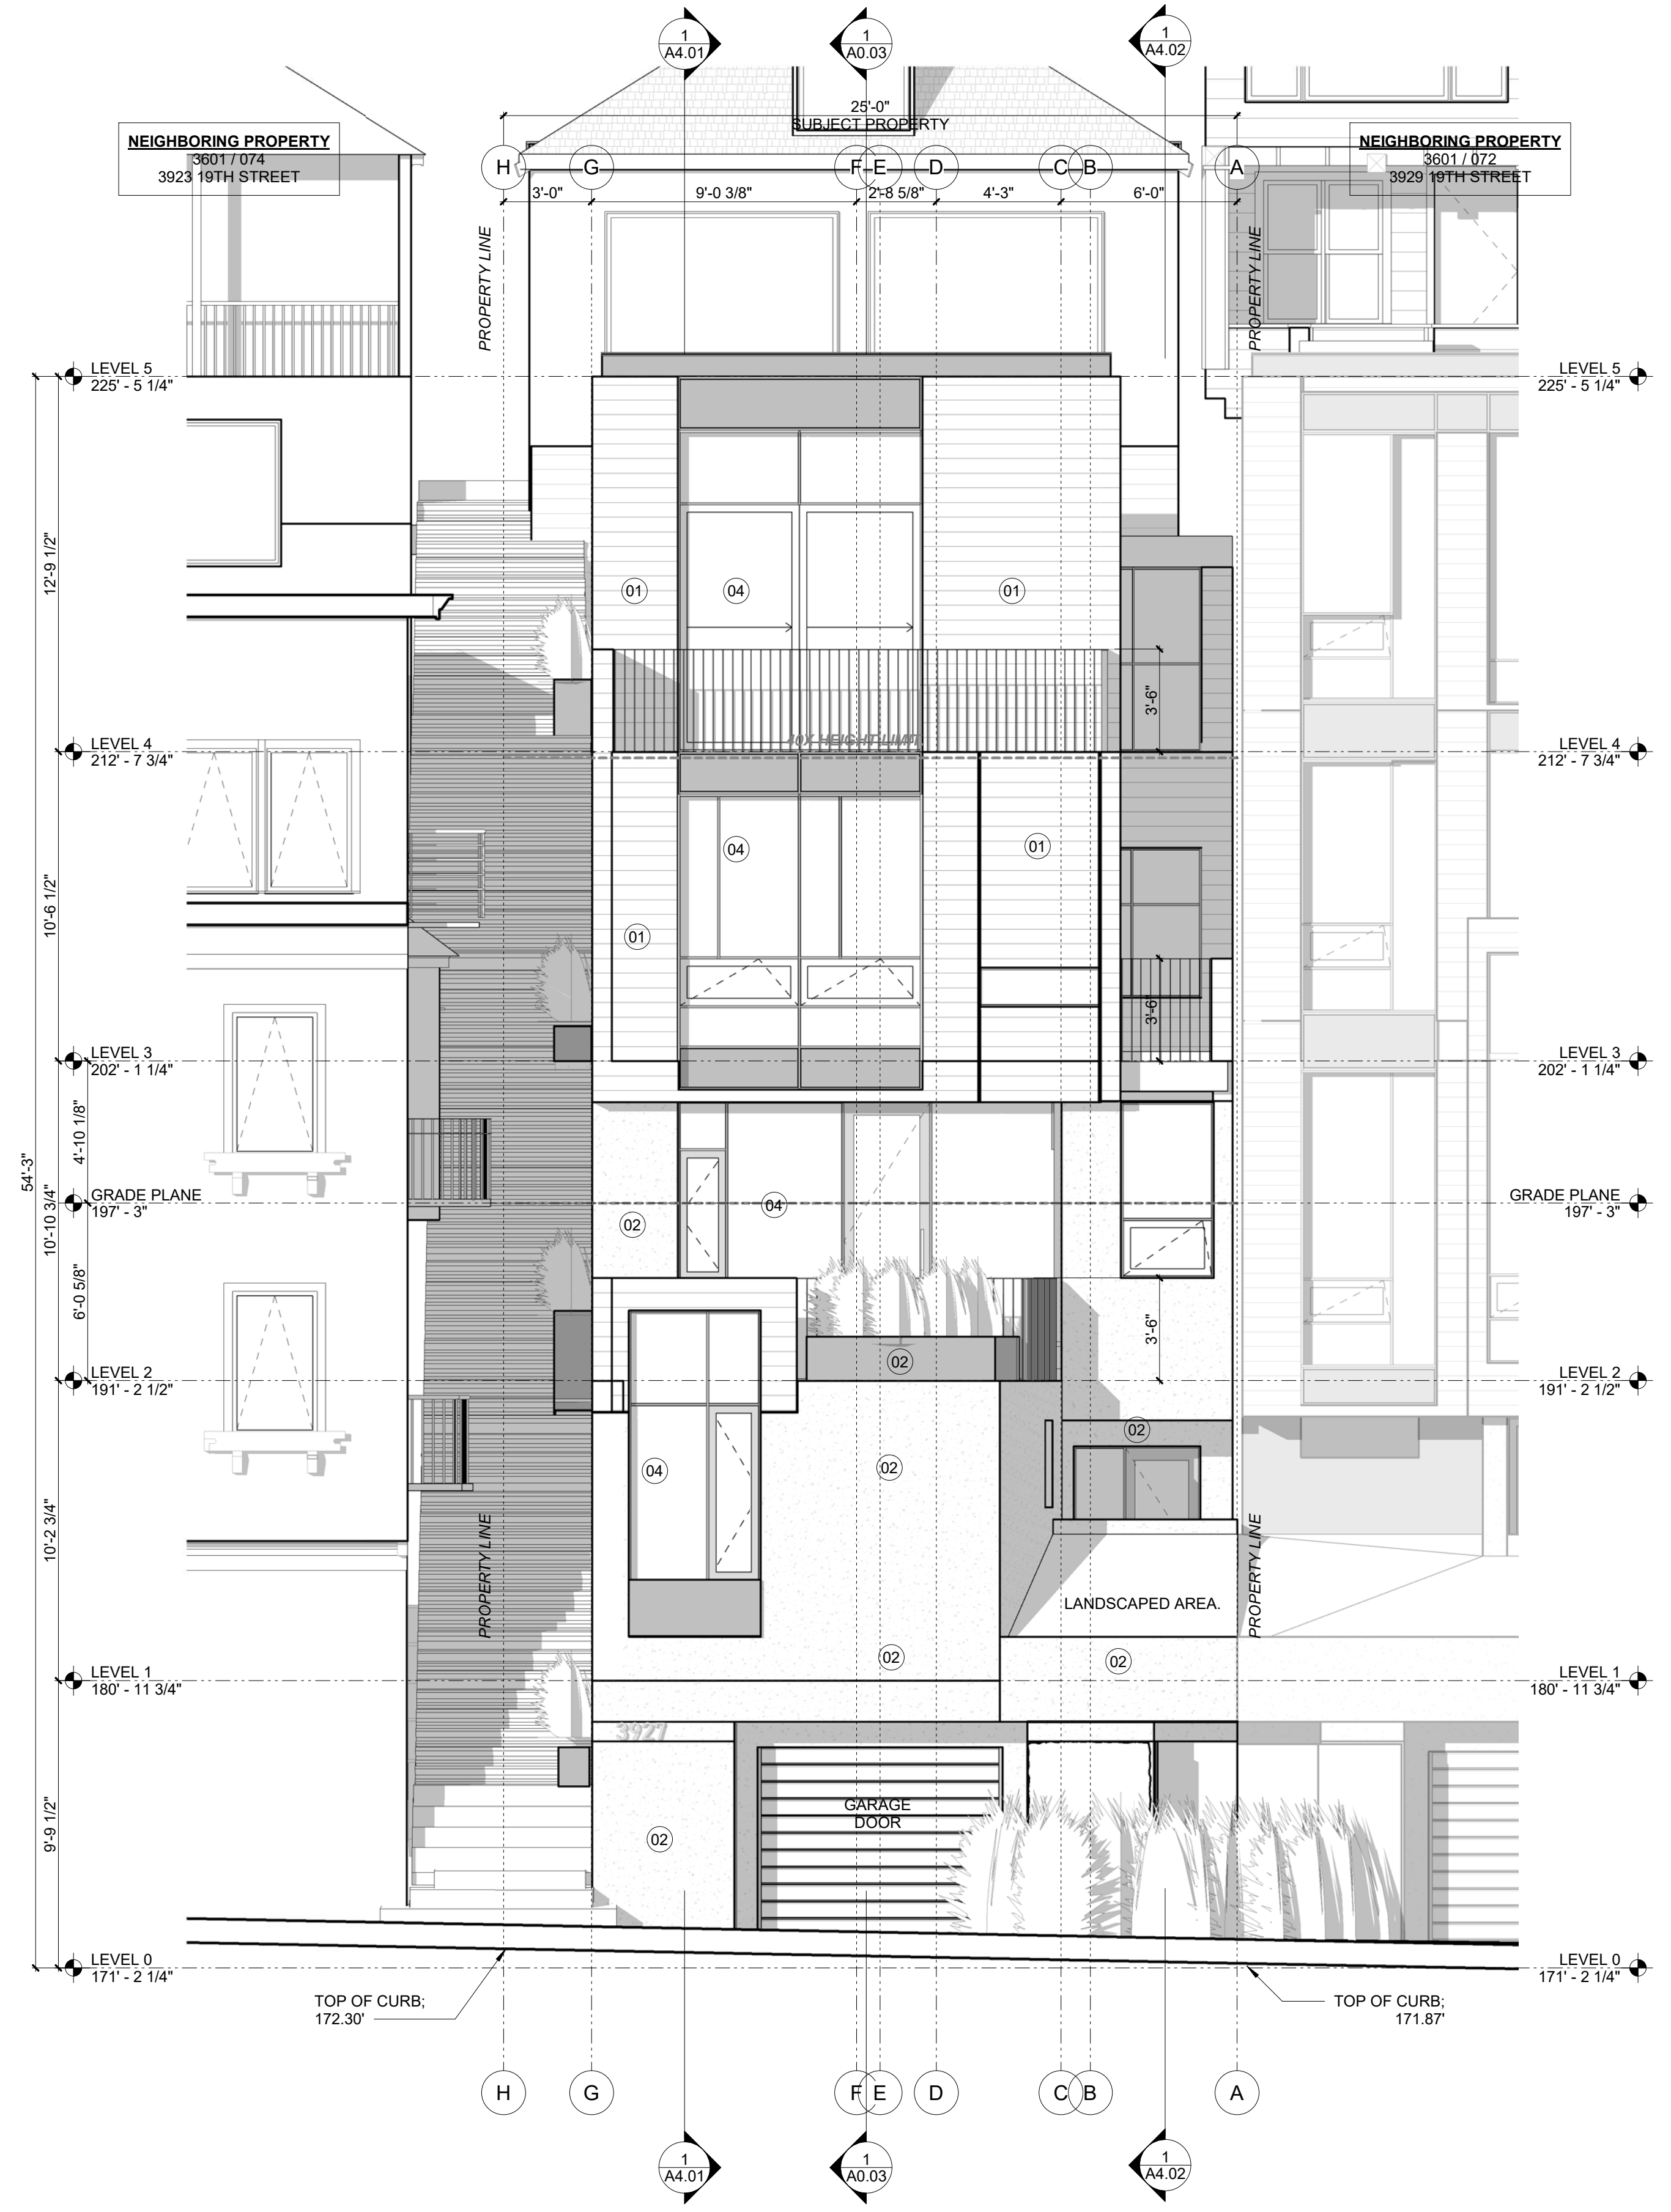 1
A4.01
1
A0.03
1
A4.02
25'-0"
SUBJECT PROPERTY
NEIGHBORING PROPERTY
3601 / 074
3923 19TH STREET
NEIGHBORING PROPERTY
3601 / 072
3929 19TH STREET
H
G
F
E
D
C
B
A
3'-0"
9'-0 3/8"
2'-8 5/8"
4'-3"
6'-0"
PROPERTY LINE
PROPERTY LINE
LEVEL 5
225' - 5 1/4"
LEVEL 5
225' - 5 1/4"
12'-9 1/2"
01
04
01
3'-6"
40X HEIGHT LIMIT
LEVEL 4
212' - 7 3/4"
LEVEL 4
212' - 7 3/4"
04
01
10'-6 1/2"
01
3'-6"
LEVEL 3
202' - 1 1/4"
LEVEL 3
202' - 1 1/4"
4'-10 1/8"
54'-3"
10'-10 3/4"
GRADE PLANE
197' - 3"
GRADE PLANE
197' - 3"
04
02
6'-0 5/8"
3'-6"
02
LEVEL 2
191' - 2 1/2"
LEVEL 2
191' - 2 1/2"
02
04
02
10'-2 3/4"
PROPERTY LINE
PROPERTY LINE
LANDSCAPED AREA.
02
02
LEVEL 1
180' - 11 3/4"
LEVEL 1
180' - 11 3/4"
3927
GARAGE
DOOR
02
9'-9 1/2"
LEVEL 0
171' - 2 1/4"
LEVEL 0
171' - 2 1/4"
TOP OF CURB;
172.30'
TOP OF CURB;
171.87'
H
G
F
E
D
C
B
A
1
A4.01
1
A0.03
1
A4.02